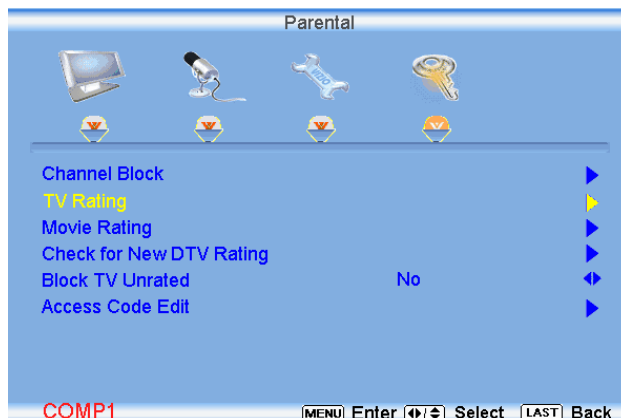 Parental
Channel Block
TV Rating
Movie Rating
Check for New DTV Rating
Block TV Unrated No
Access Code Edit
COMP1 MENU Enter Select LAST Back